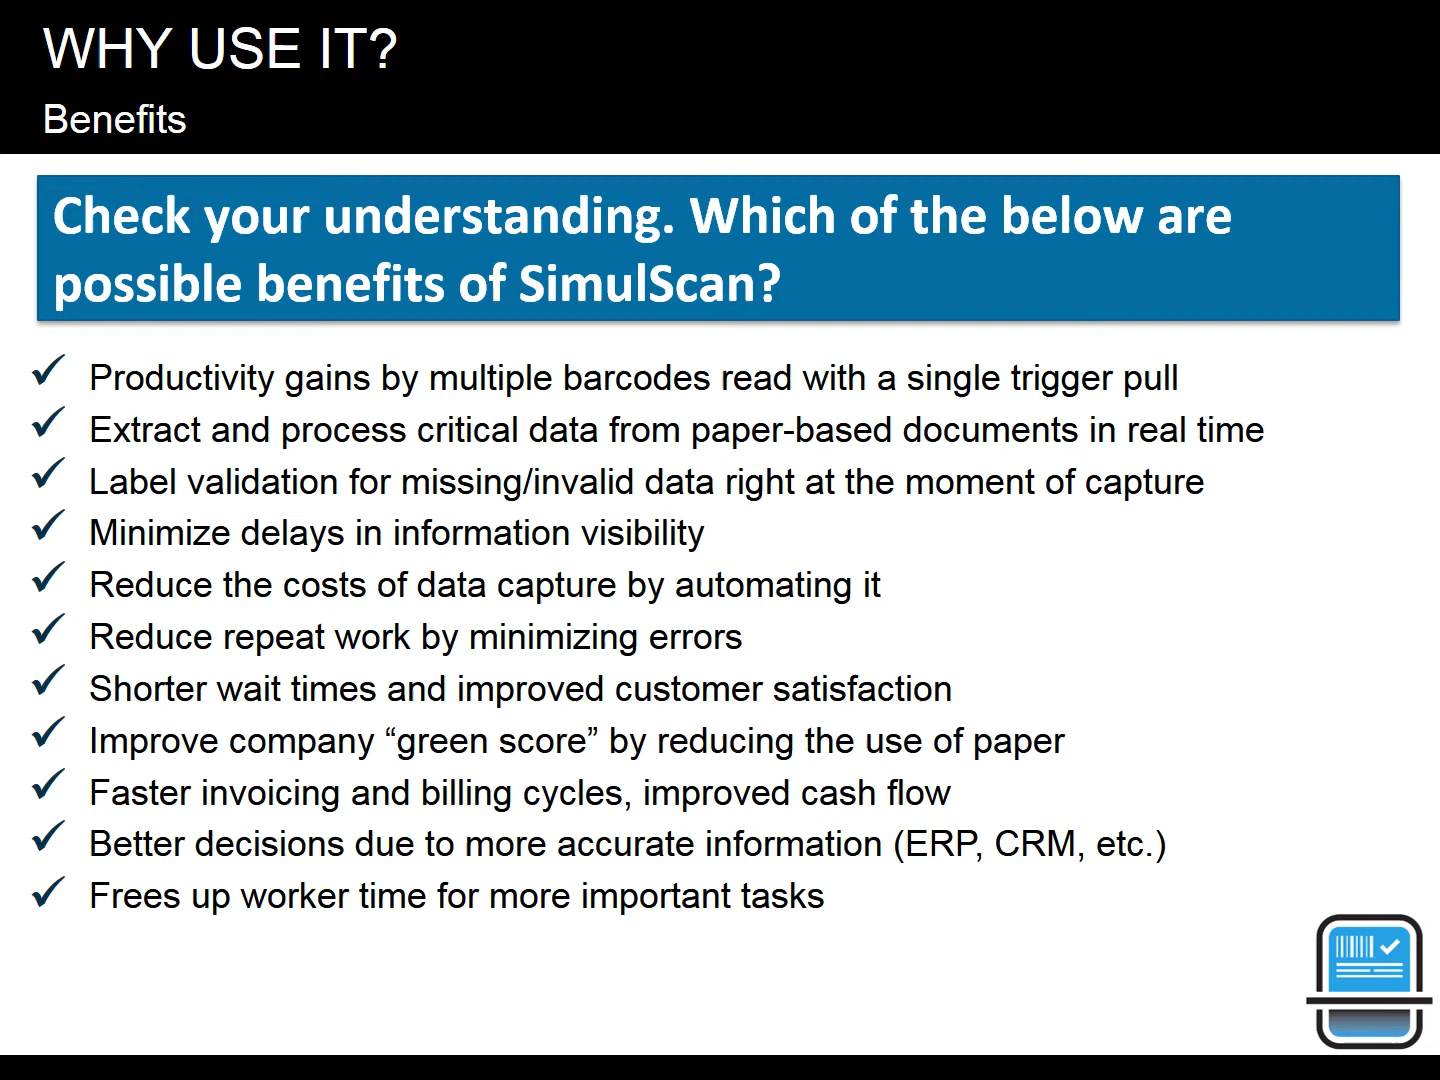 WHY USE IT?
Benefits
Check your understanding. Which of the below are
possible benefits of SimulScan?
Productivity gains by multiple barcodes read with a single trigger pull
Extract and process critical data from paper-based documents in real time
Label validation for missing/invalid data right at the moment of capture
Minimize delays in information visibility
Reduce the costs of data capture by automating it
Reduce repeat work by minimizing errors
Shorter wait times and improved customer satisfaction
Improve company “green score” by reducing the use of paper
Faster invoicing and billing cycles, improved cash flow
Better decisions due to more accurate information (ERP, CRM, etc.)
Frees up worker time for more important tasks